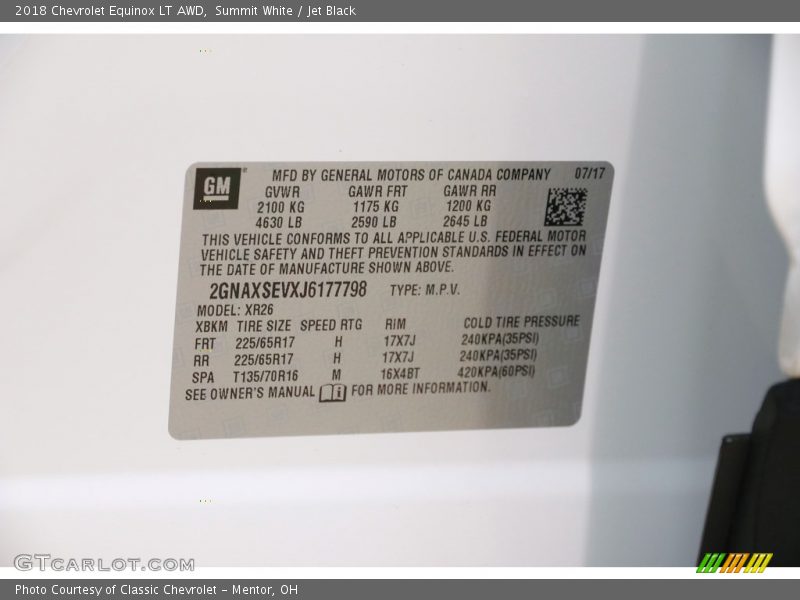 2018 Chevrolet Equinox LT AWD,  Summit White / Jet Black
GM MFD BY GENERAL MOTORS OF CANADA COMPANY 07/17
GVWR GAWR FRT GAWR RR
2100 KG 1175 KG 1200 KG
4630 LB 2590 LB 2645 LB
THIS VEHICLE CONFORMS TO ALL APPLICABLE U.S. FEDERAL MOTOR
VEHICLE SAFETY AND THEFT PREVENTION STANDARDS IN EFFECT ON
THE DATE OF MANUFACTURE SHOWN ABOVE.
2GNAXSEVXJ6177798 TYPE: M.P.V.
MODEL: XR26
XBKM TIRE SIZE SPEED RTG RIM COLD TIRE PRESSURE
FRT 225/65R17 H 17X7J 240KPA(35PSI)
RR 225/65R17 H 17X7J 240KPA(35PSI)
SPA T135/70R16 M 16X4BT 420KPA(60PSI)
SEE OWNER'S MANUAL FOR MORE INFORMATION.
GTCARLOT.COM
Photo Courtesy of Classic Chevrolet - Mentor, OH